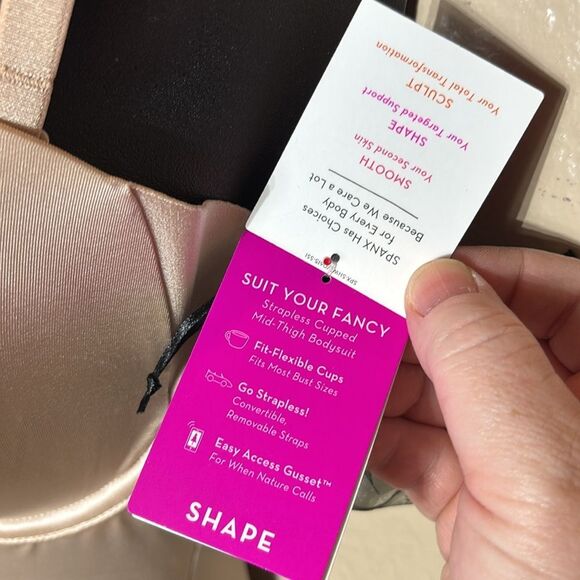 SPANX Has Choices
for Every Body
Because We Care a Lot
SMOOTH
Your Second Skin
SHAPE
Your Targeted Support
SCULPT
Your Total Transformation
SUIT YOUR FANCY
Strapless Cupped
Mid-Thigh Bodysuit
Fit-Flexible Cups
Fits Most Bust Sizes
Go Strapless!
Convertible,
Removable Straps
Easy Access Gusset™
For When Nature Calls
SHAPE